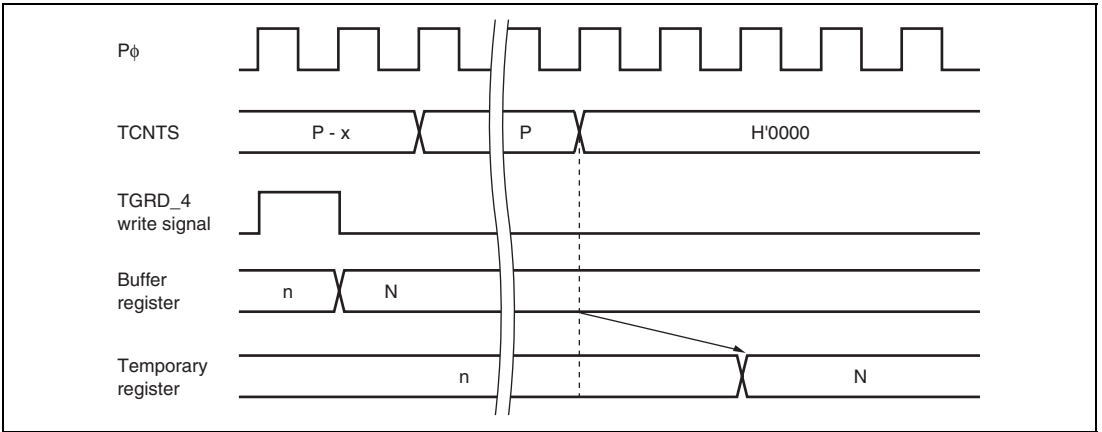 Pϕ
TCNTS
P - x
P
H'0000
TGRD_4
write signal
Buffer
register
n
N
Temporary
register
n
N